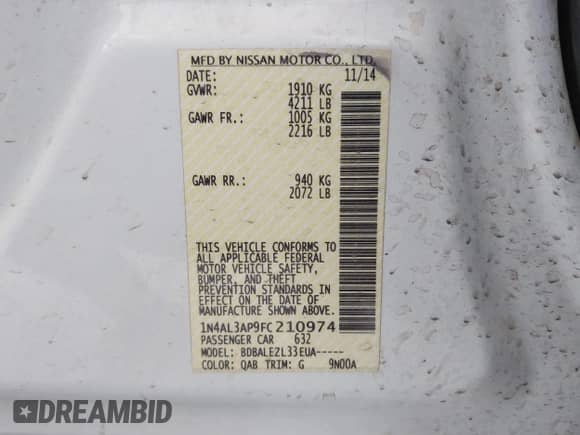 MFD BY NISSAN MOTOR CO., LTD.
DATE: 11/14
GVWR: 1910 KG
4211 LB
GAWR FR.: 1005 KG
2216 LB
GAWR RR.: 940 KG
2072 LB
THIS VEHICLE CONFORMS TO
ALL APPLICABLE FEDERAL
MOTOR VEHICLE SAFETY,
BUMPER, AND THEFT
PREVENTION STANDARDS IN
EFFECT ON THE DATE OF
MANUFACTURE SHOWN ABOVE.
1N4AL3AP9FC210974
PASSENGER CAR 632
MODEL: BDBALEZL33EUA-----
COLOR: QAB TRIM: G 9N00A
DREAMBID